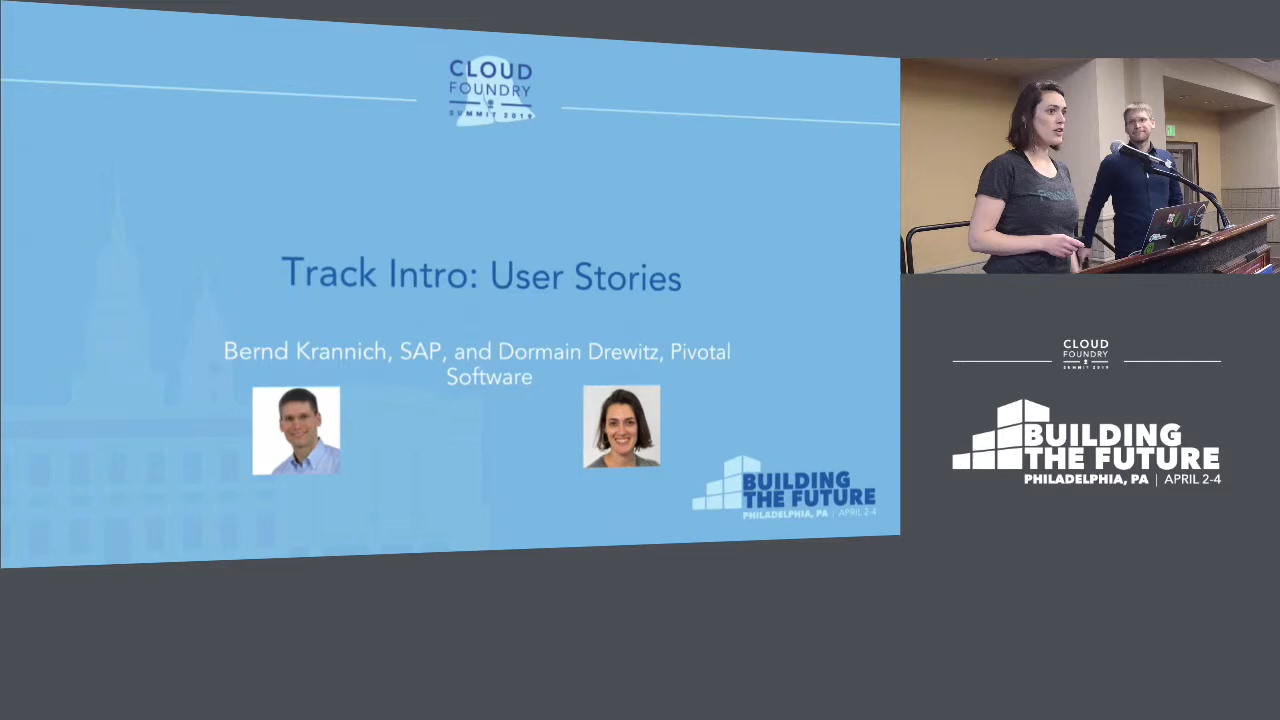 CLOUD
FOUNDRY
SUMMIT 2019
Track Intro: User Stories
Bernd Krannich, SAP, and Dormain Drewitz, Pivotal
Software
BUILDING
THE FUTURE
PHILADELPHIA, PA | APRIL 2-4
CLOUD
FOUNDRY
SUMMIT 2019
BUILDING
THE FUTURE
PHILADELPHIA, PA | APRIL 2-4